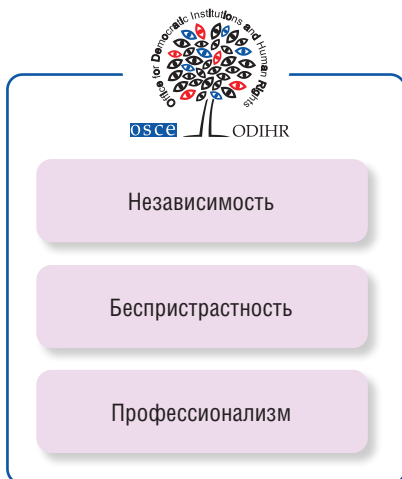 Office for Democratic Institutions and Human Rights
osce ODIHR
Независимость
Беспристрастность
Профессионализм